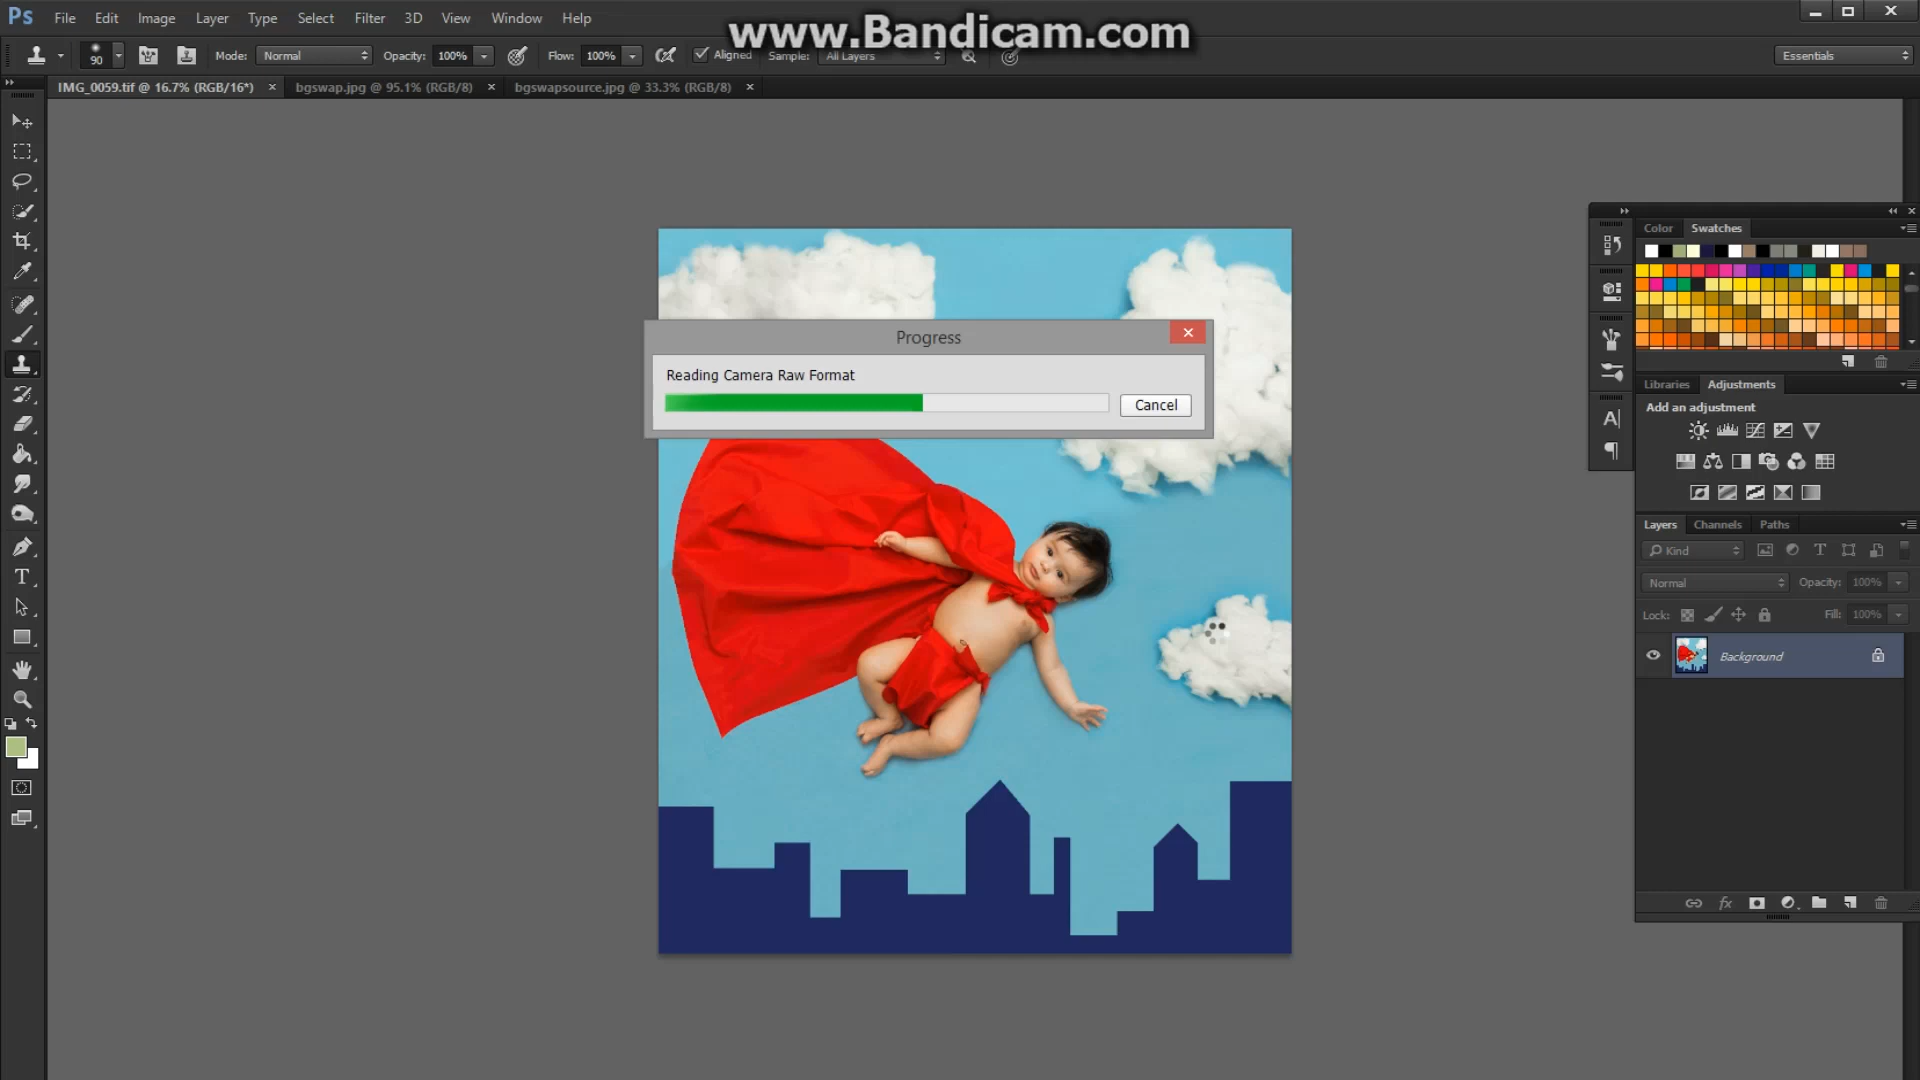 Ps File Edit Image Layer Type Select Filter 3D View Window Help
www.Bandicam.com
90 Mode: Normal Opacity: 100% Flow: 100% Aligned Sample: All Layers Essentials
IMG_0059.tif @ 16.7% (RGB/16*) × bgswap.jpg @ 95.1% (RGB/8) × bgswapsource.jpg @ 33.3% (RGB/8) ×
Color Swatches
Progress
Reading Camera Raw Format
Cancel
Libraries Adjustments
Add an adjustment
Layers Channels Paths
Kind
Normal Opacity: 100%
Lock: Fill: 100%
Background